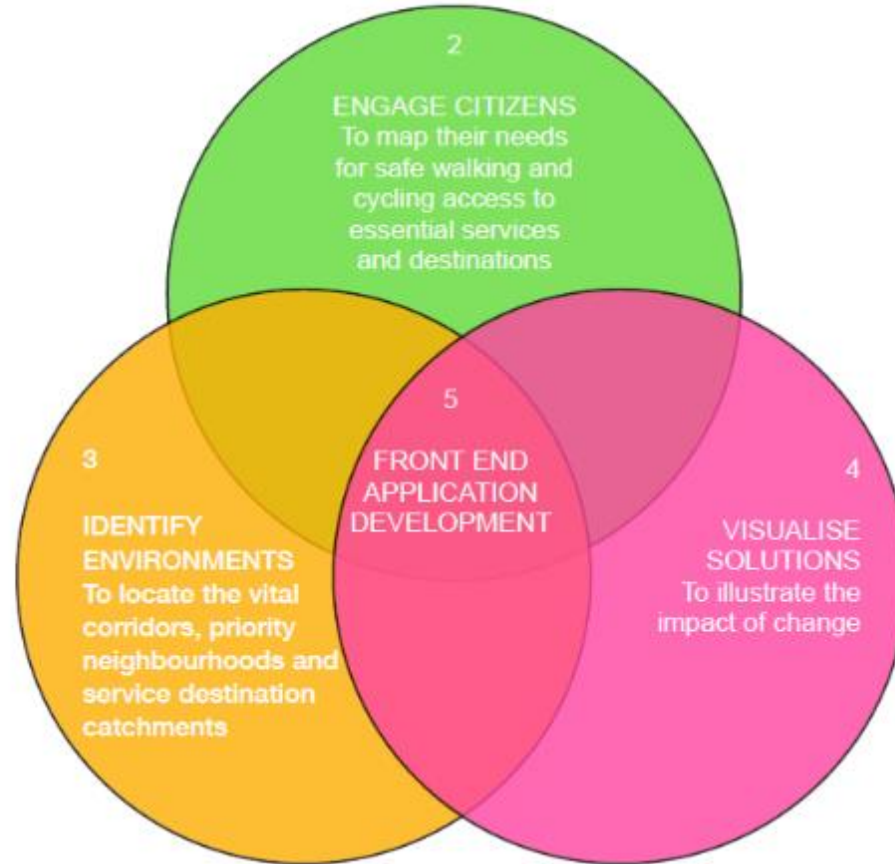 2
ENGAGE CITIZENS
To map their needs
for safe walking and
cycling access to
essential services
and destinations
3
IDENTIFY
ENVIRONMENTS
To locate the vital
corridors, priority
neighbourhoods and
service destination
catchments
5
FRONT END
APPLICATION
DEVELOPMENT
4
VISUALISE
SOLUTIONS
To illustrate the
impact of change